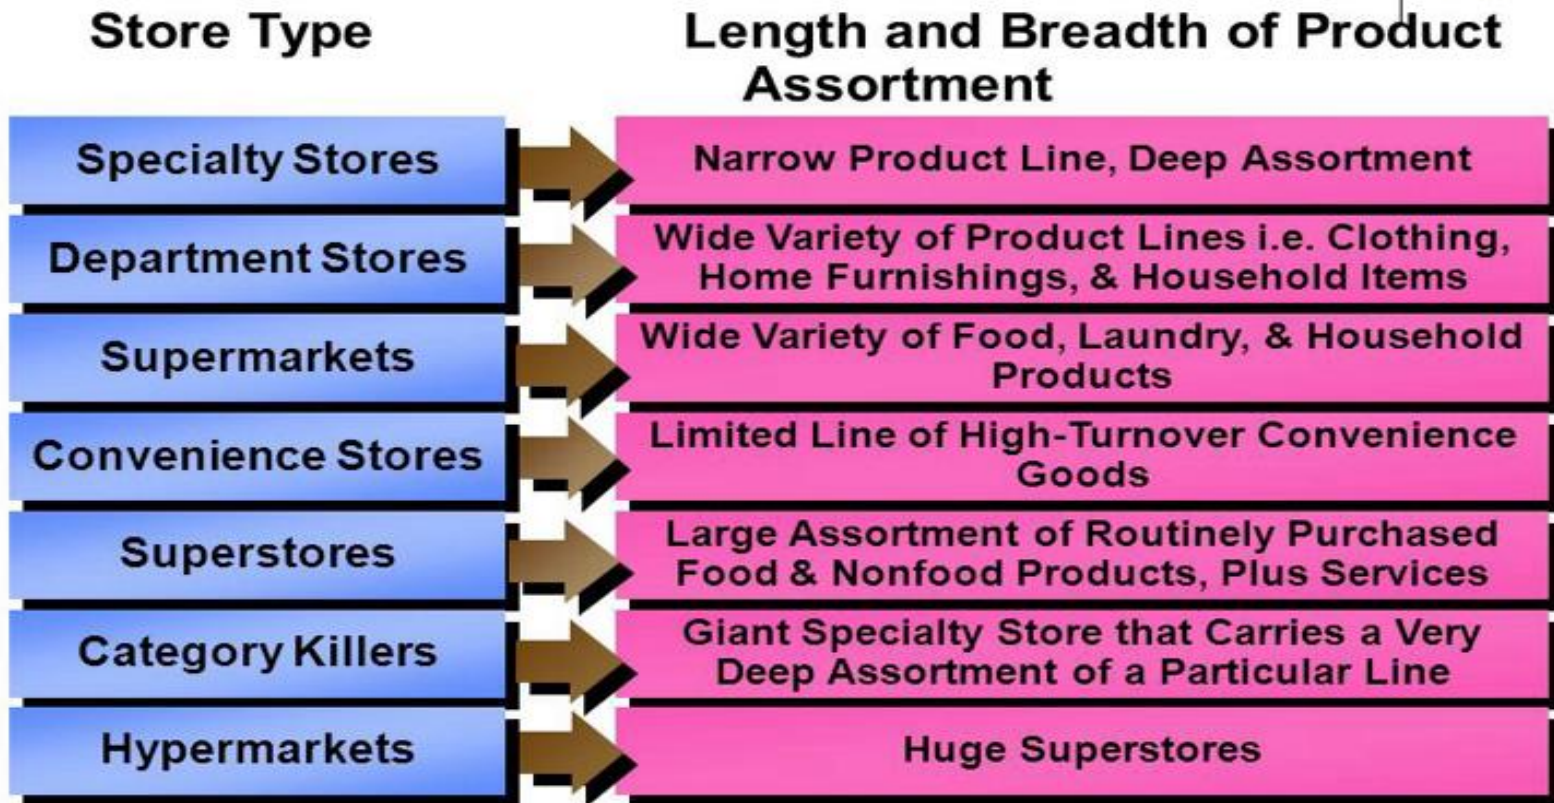 Store Type
Length and Breadth of Product
Assortment
Specialty Stores
Narrow Product Line, Deep Assortment
Department Stores
Wide Variety of Product Lines i.e. Clothing,
Home Furnishings, & Household Items
Supermarkets
Wide Variety of Food, Laundry, & Household
Products
Convenience Stores
Limited Line of High-Turnover Convenience
Goods
Superstores
Large Assortment of Routinely Purchased
Food & Nonfood Products, Plus Services
Category Killers
Giant Specialty Store that Carries a Very
Deep Assortment of a Particular Line
Hypermarkets
Huge Superstores